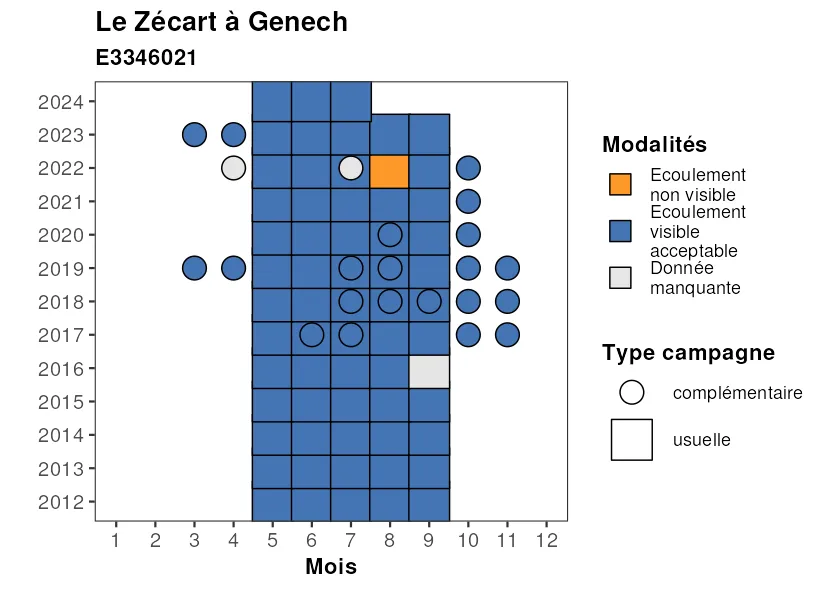 Le Zécart à Genech
E3346021
2024
2023
2022
2021
2020
2019
2018
2017
2016
2015
2014
2013
2012
1 2 3 4 5 6 7 8 9 10 11 12
Mois
Modalités
Ecoulement
non visible
Ecoulement
visible
acceptable
Donnée
manquante
Type campagne
complémentaire
usuelle